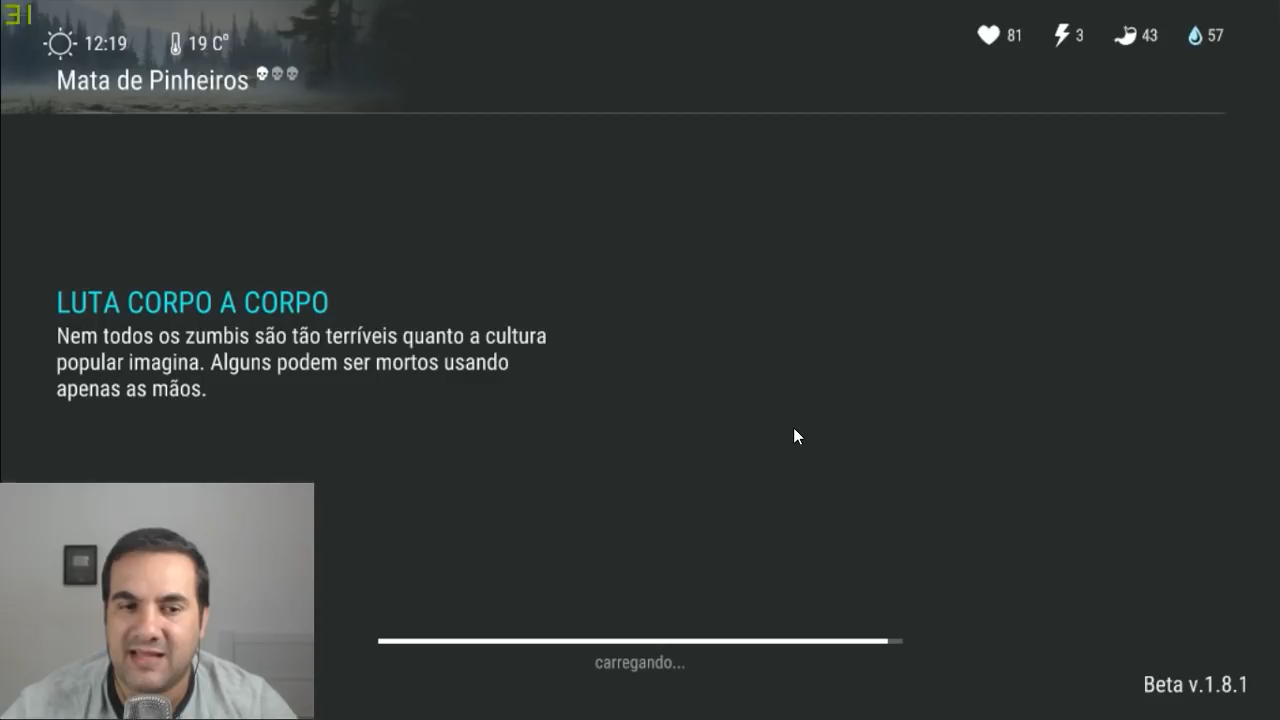 31
12:19 19 C°
81 3 43 57
Mata de Pinheiros
LUTA CORPO A CORPO
Nem todos os zumbis são tão terríveis quanto a cultura
popular imagina. Alguns podem ser mortos usando
apenas as mãos.
carregando...
Beta v.1.8.1